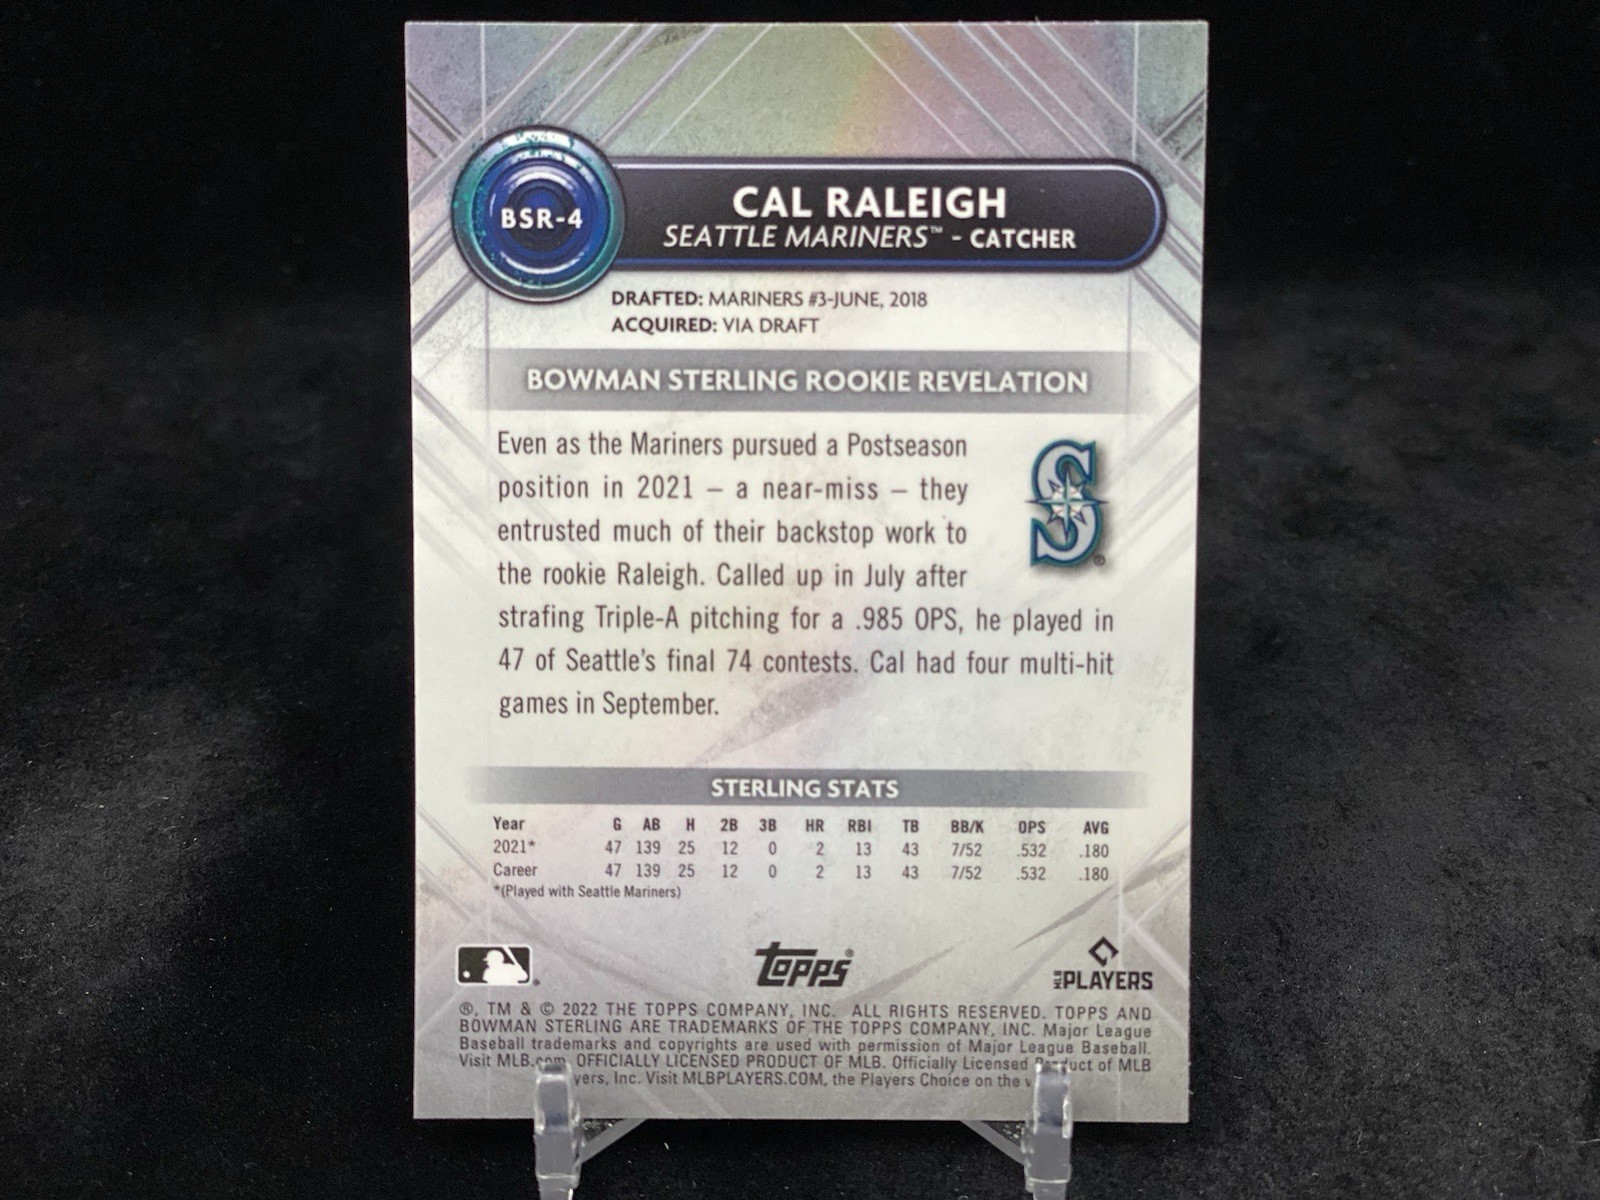 BSR-4
CAL RALEIGH
SEATTLE MARINERS™ - CATCHER
DRAFTED: MARINERS #3-JUNE, 2018
ACQUIRED: VIA DRAFT
BOWMAN STERLING ROOKIE REVELATION
Even as the Mariners pursued a Postseason
position in 2021 – a near-miss – they
entrusted much of their backstop work to
the rookie Raleigh. Called up in July after
strafing Triple-A pitching for a .985 OPS, he played in
47 of Seattle's final 74 contests. Cal had four multi-hit
games in September.
S
®
STERLING STATS
Year G AB H 2B 3B HR RBI TB BB/K OPS AVG
2021* 47 139 25 12 0 2 13 43 7/52 .532 .180
Career 47 139 25 12 0 2 13 43 7/52 .532 .180
*(Played with Seattle Mariners)
topps®
MLB PLAYERS
®, TM & © 2022 THE TOPPS COMPANY, INC. ALL RIGHTS RESERVED. TOPPS AND
BOWMAN STERLING ARE TRADEMARKS OF THE TOPPS COMPANY, INC. Major League
Baseball trademarks and copyrights are used with permission of Major League Baseball.
Visit MLB.com. OFFICIALLY LICENSED PRODUCT OF MLB. Officially Licensed Product of MLB
Inc. Visit MLBPLAYERS.COM, the Players Choice on the